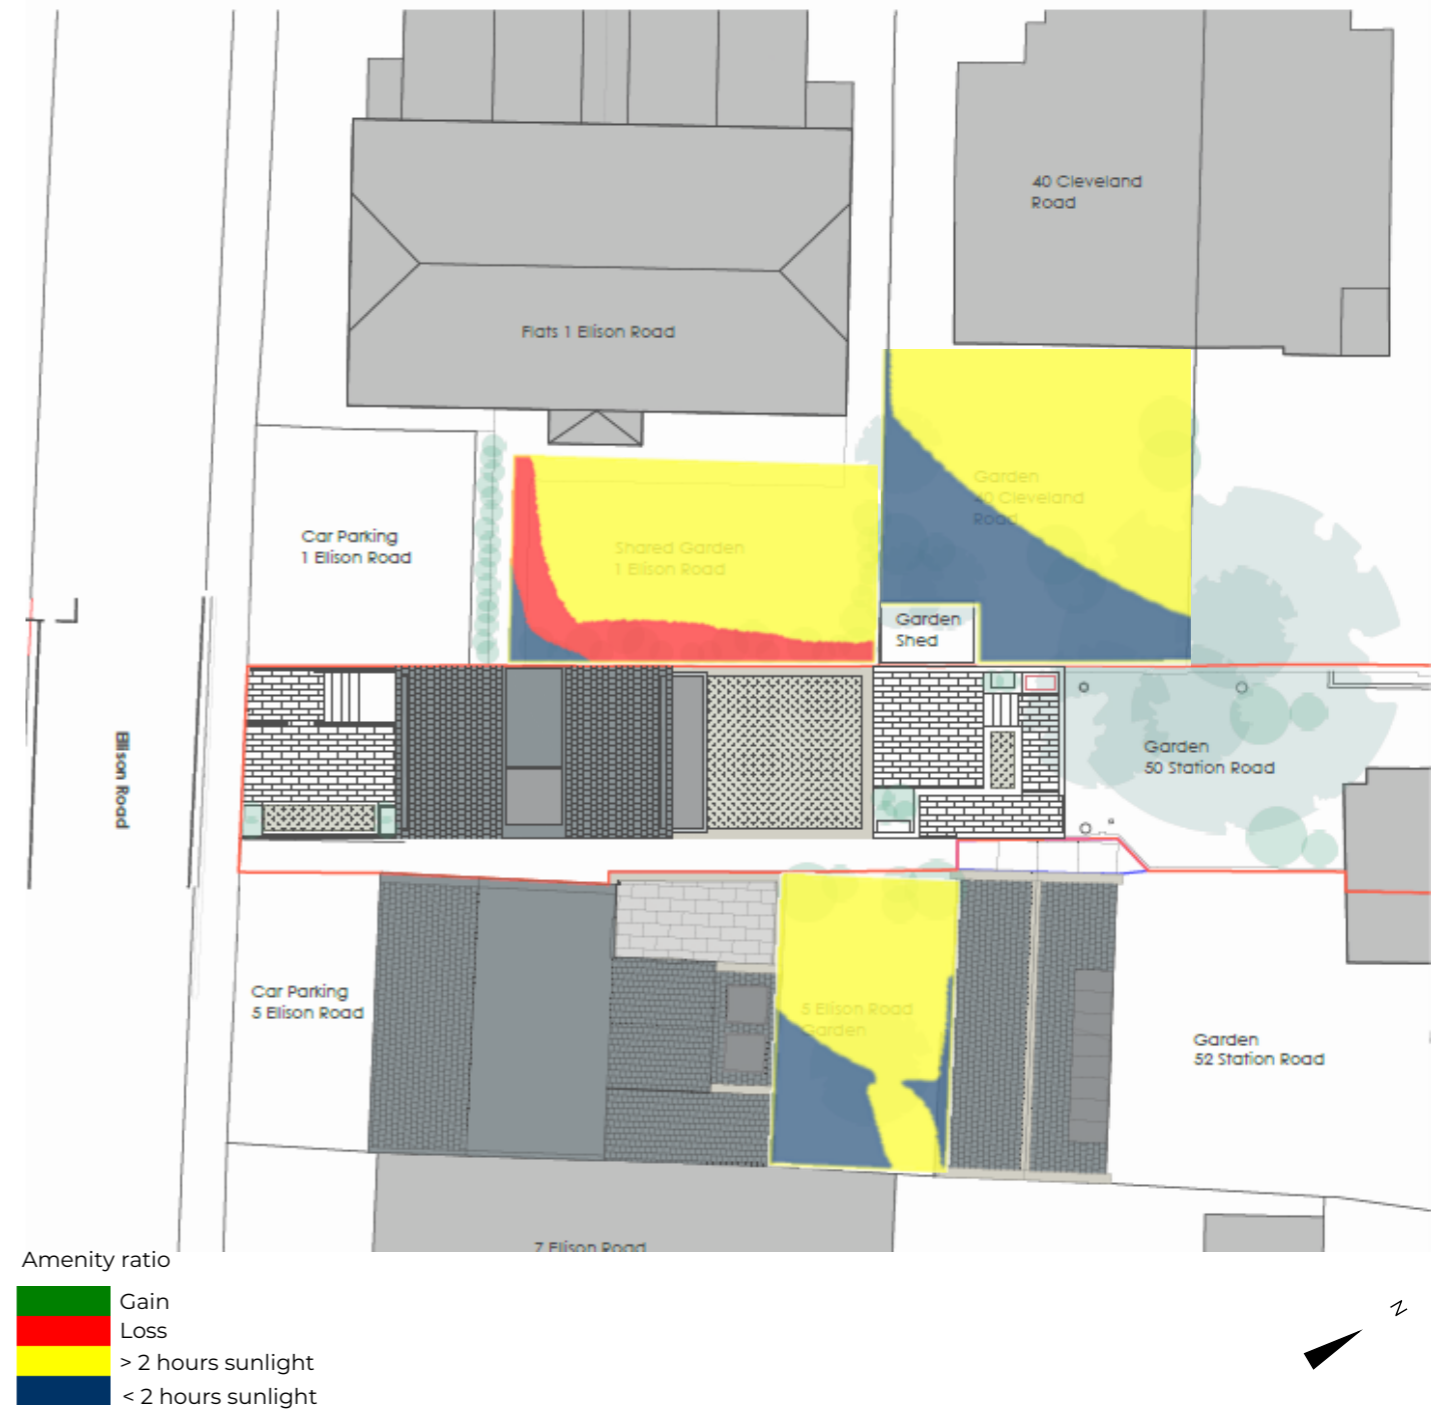 40 Cleveland
Road
Flats 1 Elison Road
Garden
40 Cleveland
Road
Car Parking
1 Elison Road
Shared Garden
1 Elison Road
Garden
Shed
Elison Road
Garden
50 Station Road
Car Parking
5 Elison Road
5 Elison Road
Garden
Garden
52 Station Road
7 Elison Road
Amenity ratio
Gain
Loss
> 2 hours sunlight
< 2 hours sunlight
N